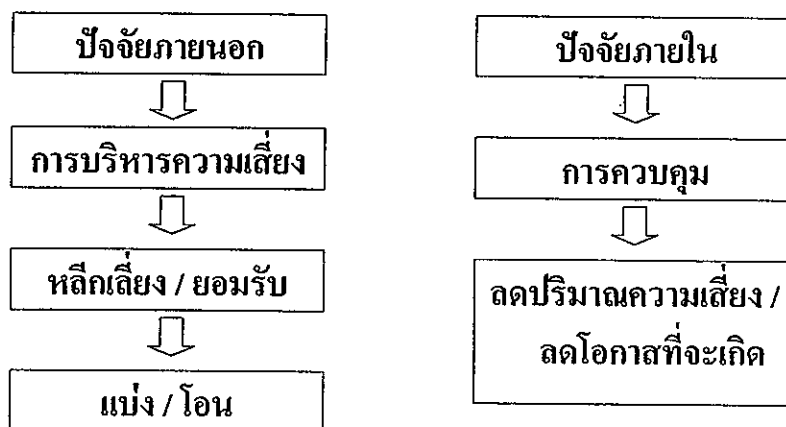 ปัจจัยภายนอก
การบริหารความเสี่ยง
หลีกเลี่ยง / ยอมรับ
แบ่ง / โอน
ปัจจัยภายใน
การควบคุม
ลดปริมาณความเสี่ยง /
ลดโอกาสที่จะเกิด